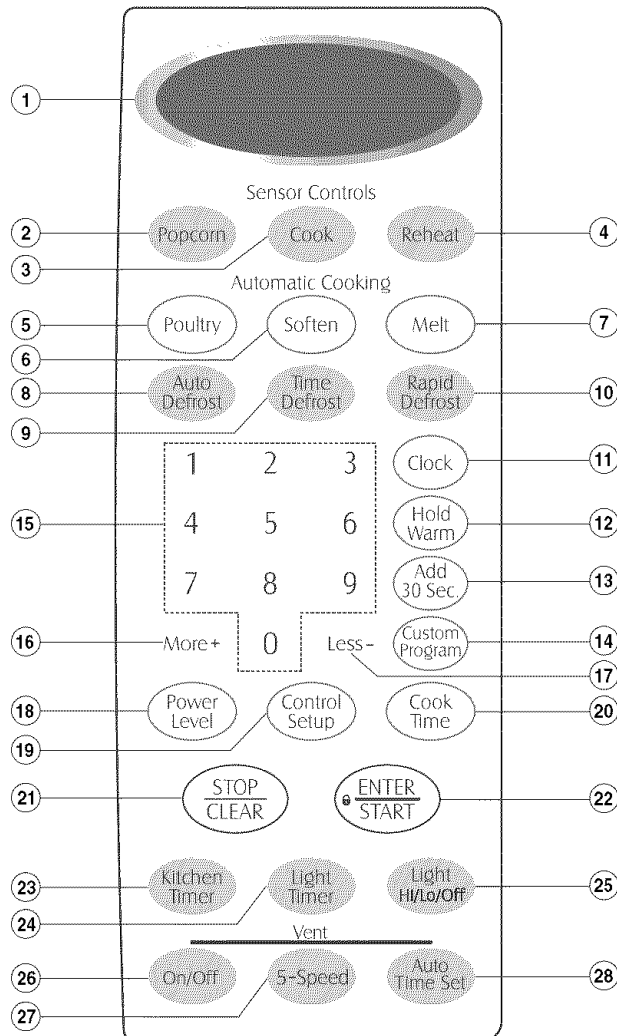 1
Sensor Controls
2 Popcorn Cook Reheat 4
3
Automatic Cooking
5 Poultry Soften Melt 7
6
8 Auto Defrost Time Defrost Rapid Defrost 10
9
1 2 3 Clock 11
15 4 5 6 Hold Warm 12
7 8 9 Add 30 Sec. 13
16 More+ 0 Less- Custom Program 14
17
18 Power Level Control Setup Cook Time 20
19
21 STOP CLEAR ENTER START 22
23 Kitchen Timer Light Timer Light HI/Lo/Off 25
24
Vent
26 On/Off 5-Speed Auto Time Set 28
27